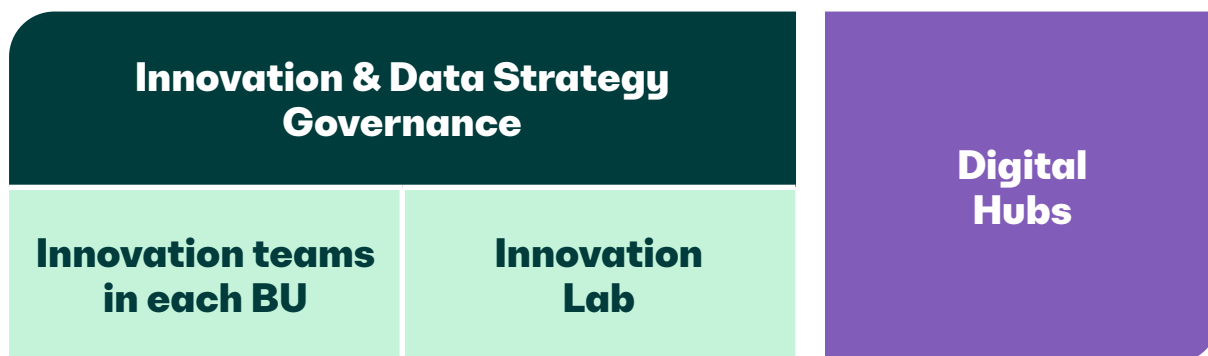 Innovation & Data Strategy
Governance
Innovation teams
in each BU
Innovation
Lab
Digital
Hubs